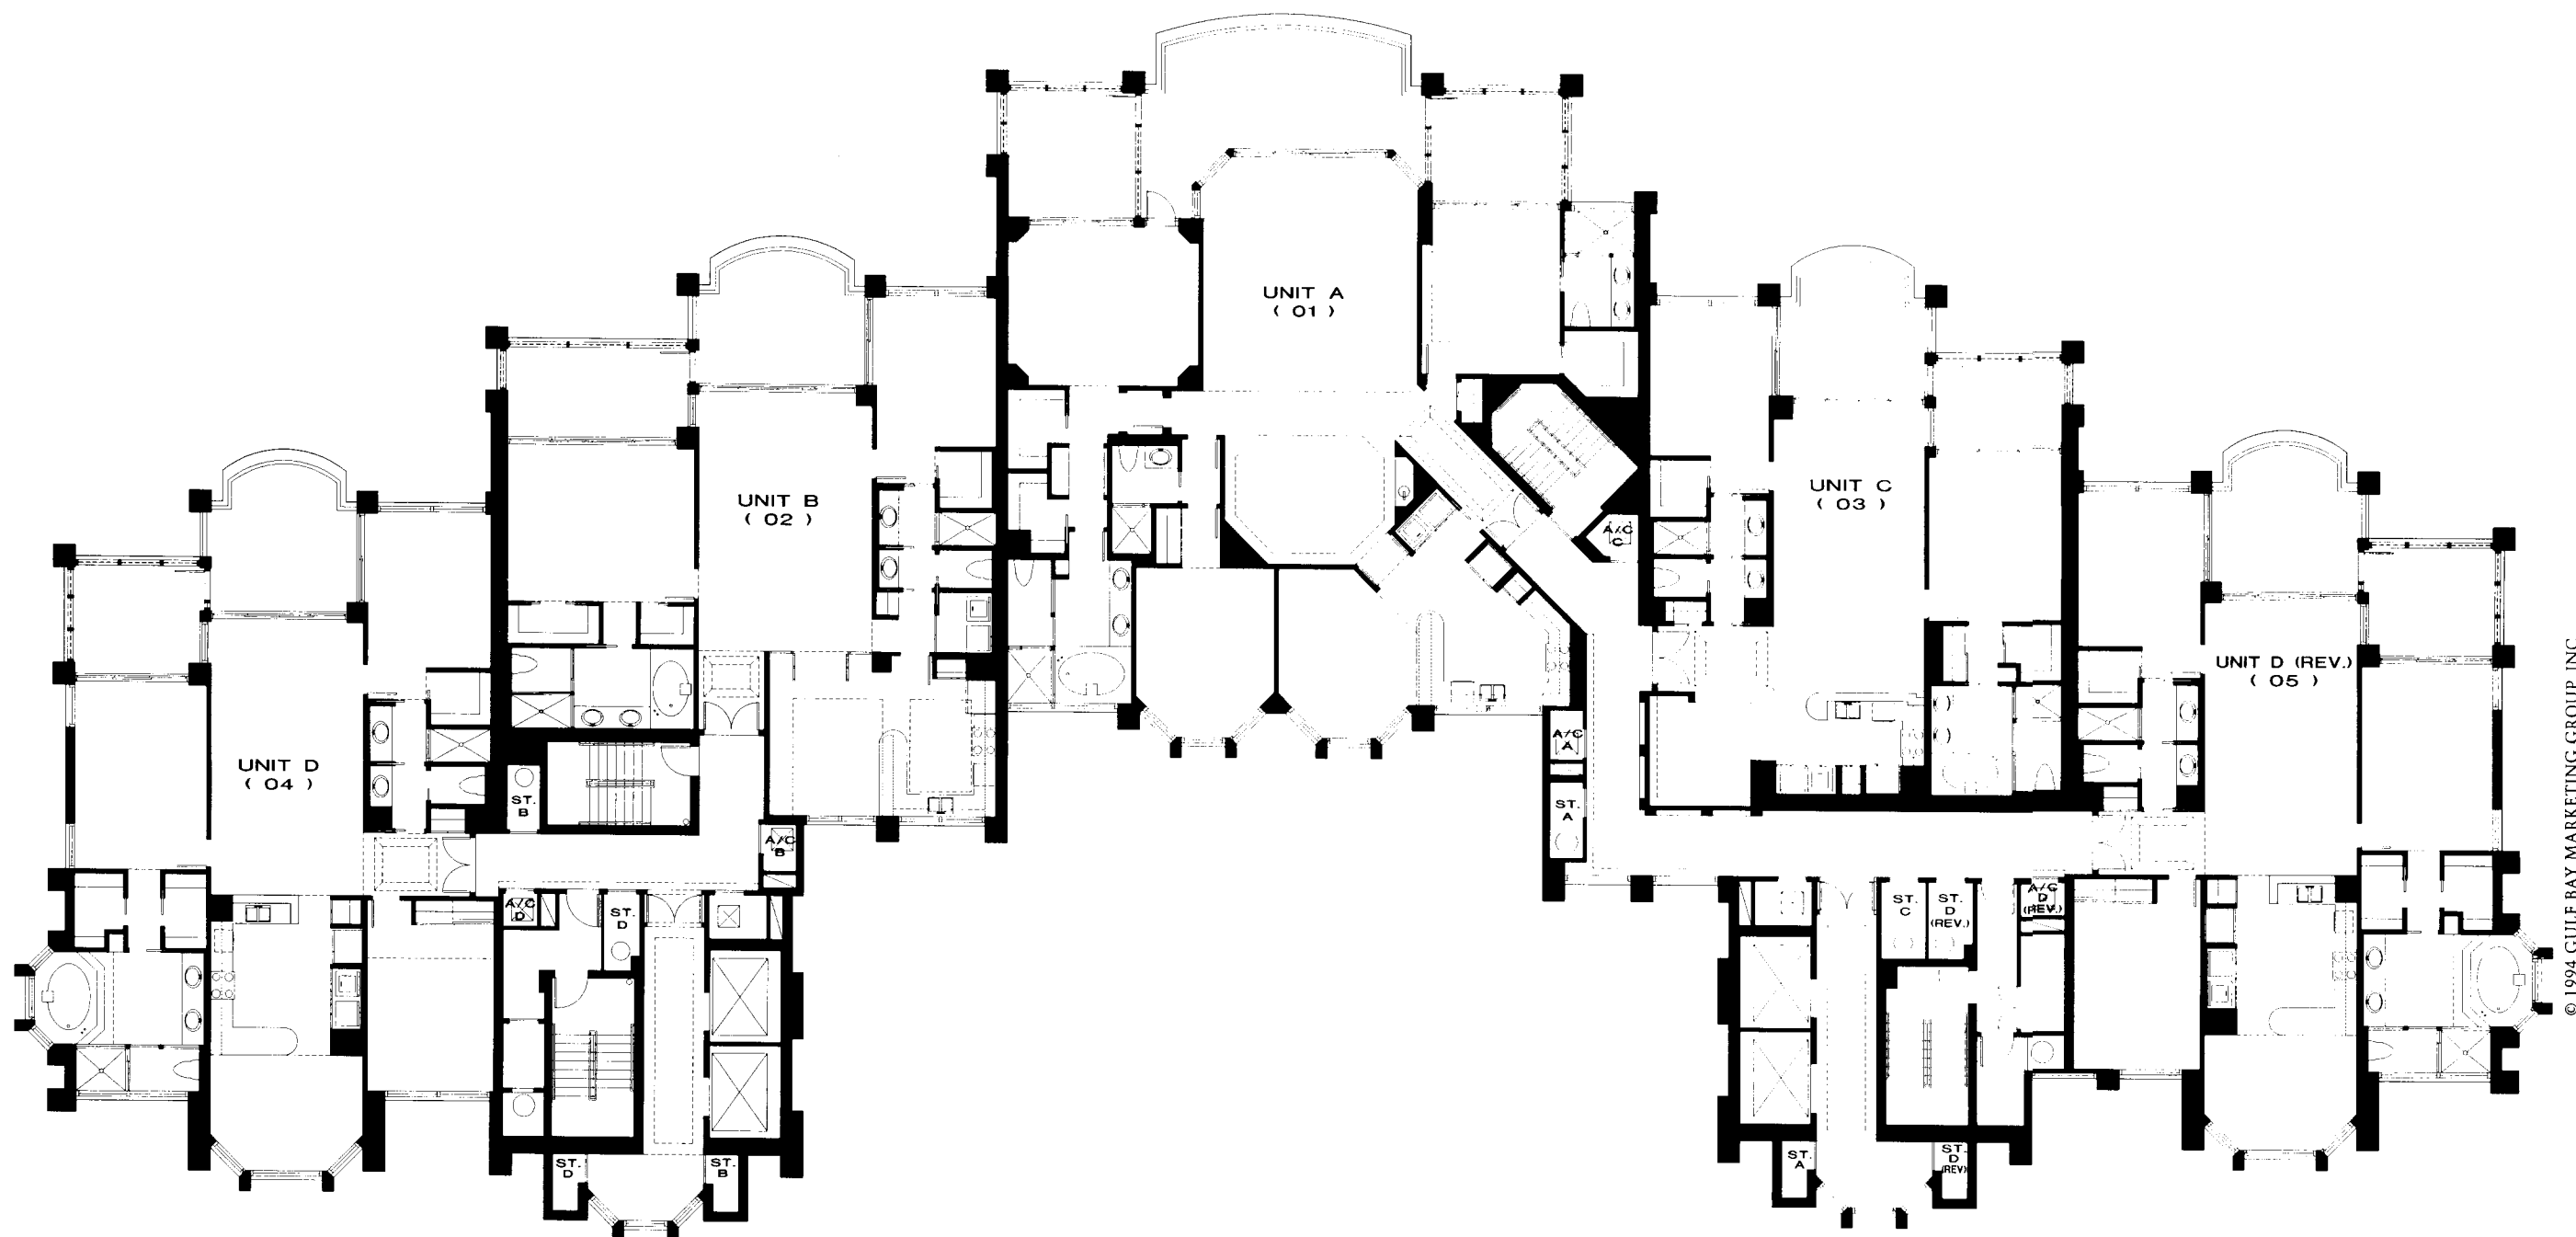 UNIT A
( 01 )
UNIT B
( 02 )
UNIT C
( 03 )
UNIT D
( 04 )
UNIT D (REV.)
( 05 )
A/C
C
A/C
A
ST.
A
ST.
B
A/C
B
A/C
D
ST.
D
ST.
C
ST.
D
(REV.)
A/C
D
(REV.)
ST.
D
ST.
B
ST.
A
ST.
D
(REV)
© 1994 GULF BAY MARKETING GROUP, INC.